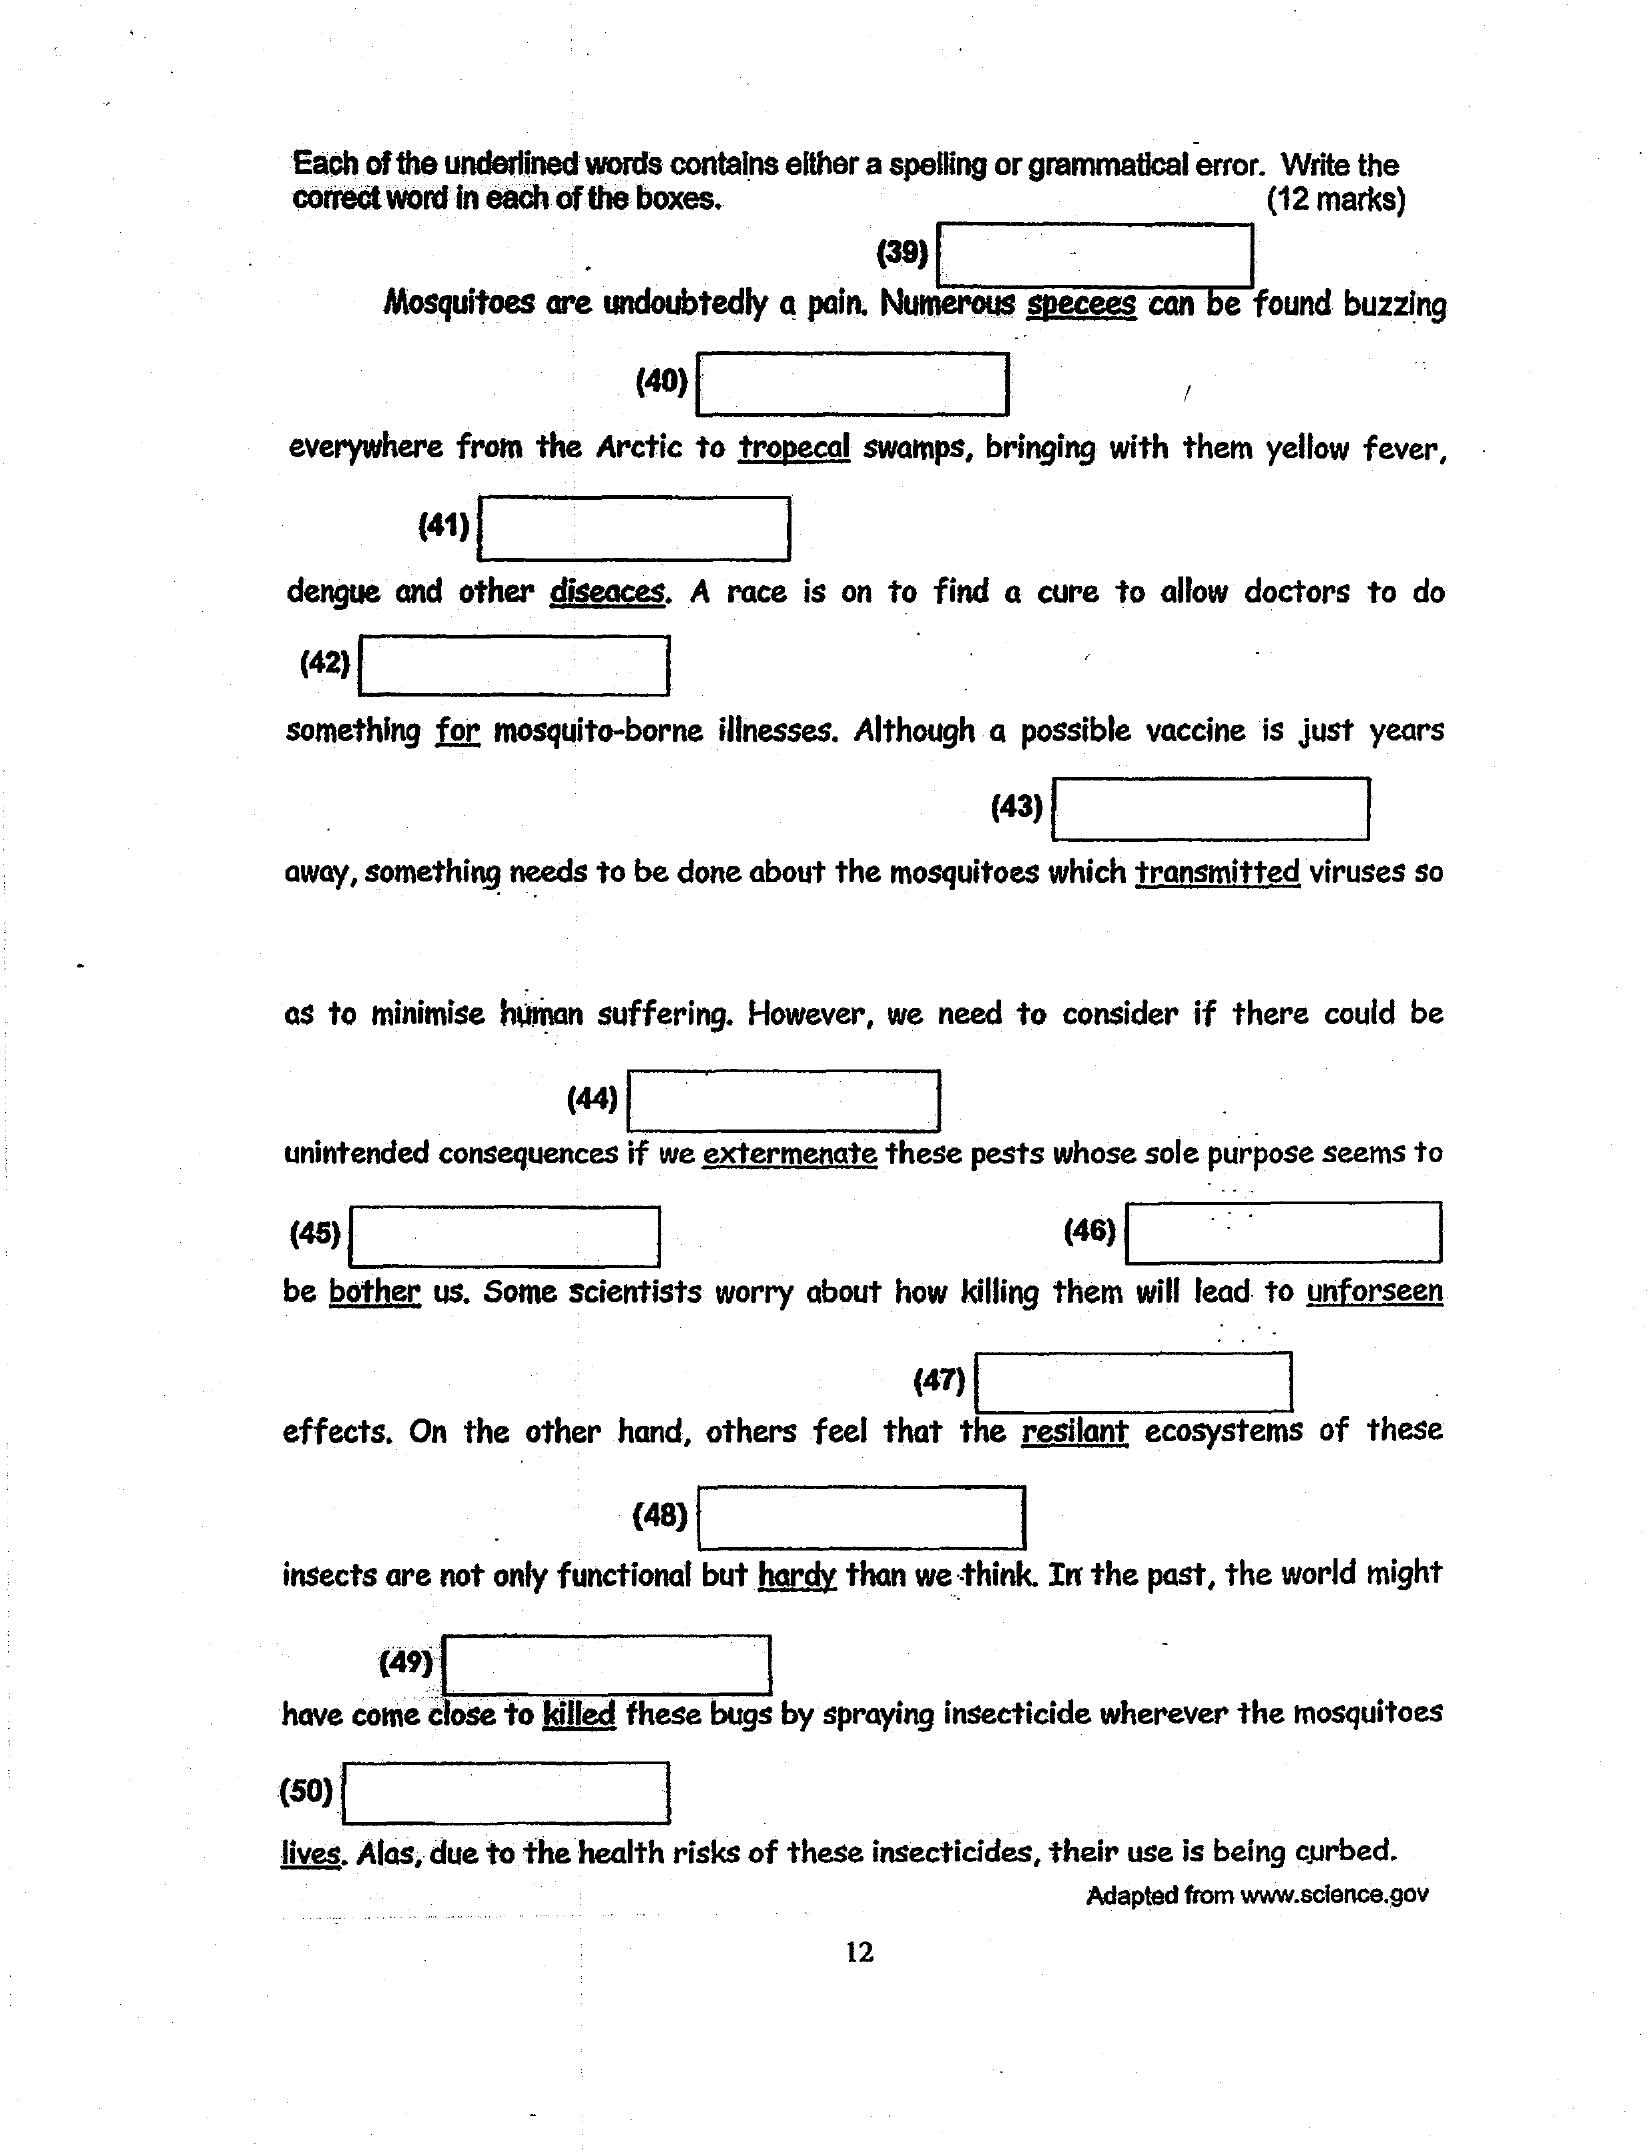 Each of the underlined words contains either a spelling or grammatical error. Write the
correct word in each of the boxes. (12 marks)
(39)
Mosquitoes are undoubtedly a pain. Numerous specees can be found buzzing
(40)
everywhere from the Arctic to tropecal swamps, bringing with them yellow fever,
(41)
dengue and other diseaces. A race is on to find a cure to allow doctors to do
(42)
something for mosquito-borne illnesses. Although a possible vaccine is just years
(43)
away, something needs to be done about the mosquitoes which transmitted viruses so
as to minimise human suffering. However, we need to consider if there could be
(44)
unintended consequences if we extermenate these pests whose sole purpose seems to
(45) (46)
be bother us. Some scientists worry about how killing them will lead to unforseen
(47)
effects. On the other hand, others feel that the resilant ecosystems of these
(48)
insects are not only functional but hardy than we think. In the past, the world might
(49)
have come close to killed these bugs by spraying insecticide wherever the mosquitoes
(50)
lives. Alas, due to the health risks of these insecticides, their use is being curbed.
Adapted from www.science.gov
12